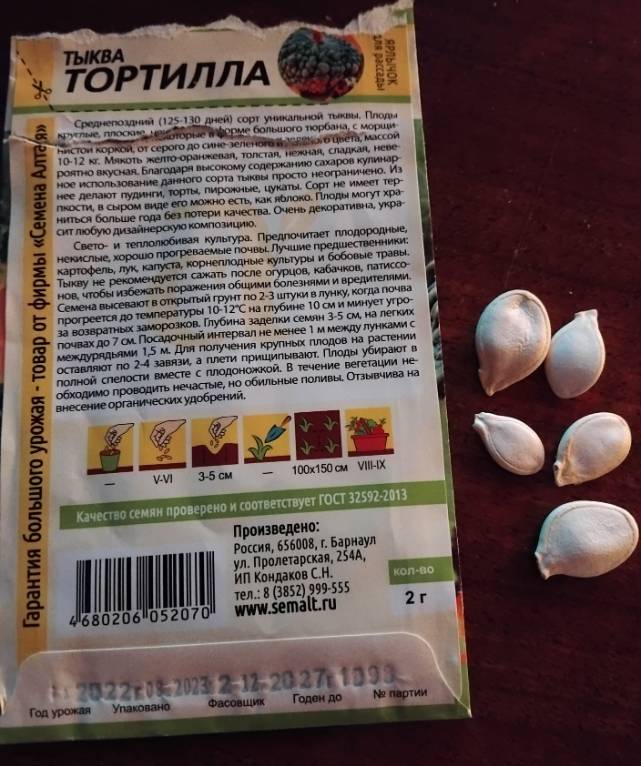 ТЫКВА
ТОРТИЛЛА
ЯРЛЫЧОК
для рассады
Гарантия большого урожая - товар от фирмы «Семена Алтая»
Среднепоздний (125-130 дней) сорт уникальной тыквы. Плоды
круглые, плоские, некоторые в форме большого тюрбана, с морщи-
нистой коркой, от серого до сине-зеленого и цвета, массой
10-12 кг. Мякоть желто-оранжевая, толстая, нежная, сладкая, неве-
роятно вкусная. Благодаря высокому содержанию сахаров кулинар-
ное использование данного сорта тыквы просто неограничено. Из
нее делают пудинги, торты, пирожные, цукаты. Сорт не имеет тер-
пкости, в сыром виде его можно есть, как яблоко. Плоды могут хра-
ниться больше года без потери качества. Очень декоративна, укра-
сит любую дизайнерскую композицию.
Свето- и теплолюбивая культура. Предпочитает плодородные,
некислые, хорошо прогреваемые почвы. Лучшие предшественники:
картофель, лук, капуста, корнеплодные культуры и бобовые травы.
Тыкву не рекомендуется сажать после огурцов, кабачков, патиссо-
нов, чтобы избежать поражения общими болезнями и вредителями.
Семена высевают в открытый грунт по 2-3 штуки в лунку, когда почва
прогреется до температуры 10-12°С на глубине 10 см и минует угро-
за возвратных заморозков. Глубина заделки семян 3-5 см, на легких
почвах до 7 см. Посадочный интервал не менее 1 м между лунками с
междурядьями 1,5 м. Для получения крупных плодов на растении
оставляют по 2-4 завязи, а плети прищипывают. Плоды убирают в
полной спелости вместе с плодоножкой. В течение вегетации не-
обходимо проводить нечастые, но обильные поливы. Отзывчива на
внесение органических удобрений.
— V-VI 3-5 см — 100х150 см VIII-IX
Качество семян проверено и соответствует ГОСТ 32592-2013
Произведено:
Россия, 656008, г. Барнаул
ул. Пролетарская, 254А,
ИП Кондаков С.Н.
тел.: 8 (3852) 999-555
www.semalt.ru
кол-во
2 г
4 680206 052070
2022г 08-2023 2-12-2027г 1098
Год урожая Упаковано Фасовщик Годен до № партии